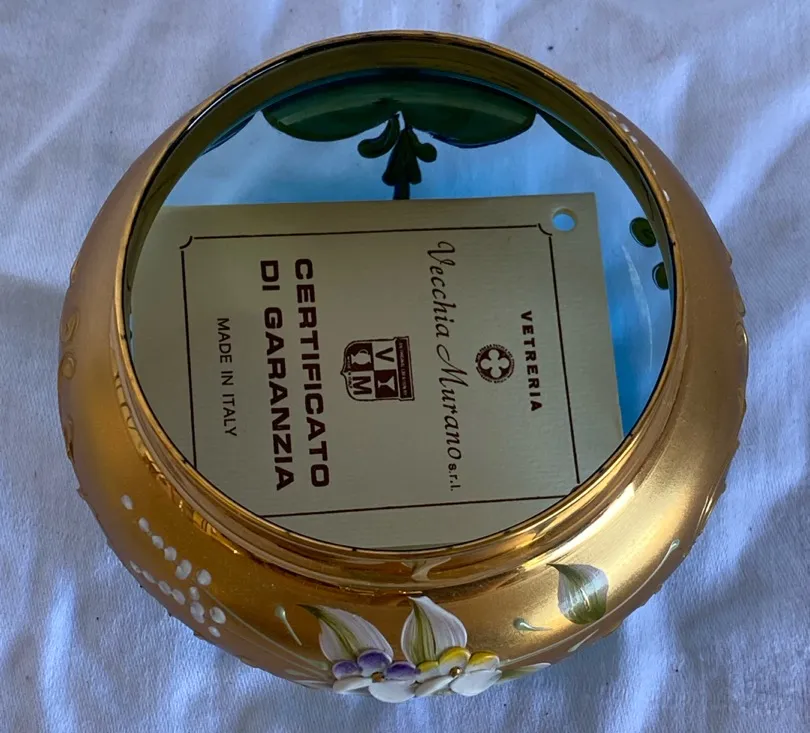 VETRERIA
Vecchia Murano s.r.l.
V
M
CERTIFICATO
DI GARANZIA
MADE IN ITALY